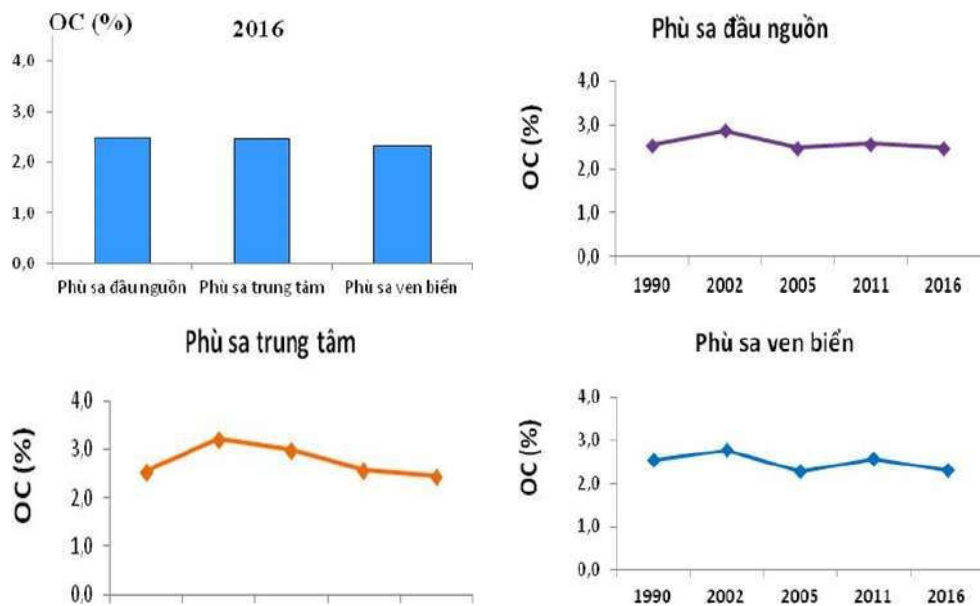 OC (%)
2016
4,0
3,0
2,0
1,0
0,0
Phù sa đầu nguồn
Phù sa trung tâm
Phù sa ven biển
Phù sa đầu nguồn
OC (%)
4,0
3,0
2,0
1,0
0,0
1990 2002 2005 2011 2016
Phù sa trung tâm
OC (%)
4,0
3,0
2,0
1,0
0,0
Phù sa ven biển
OC (%)
4,0
3,0
2,0
1,0
0,0
1990 2002 2005 2011 2016